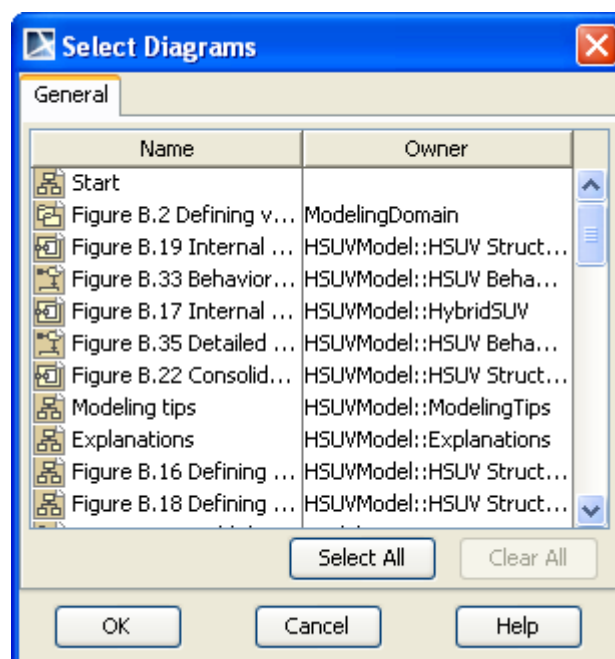 Select Diagrams
General
Name Owner
Start
Figure B.2 Defining v... ModelingDomain
Figure B.19 Internal ... HSUVModel::HSUV Struct...
Figure B.33 Behavior... HSUVModel::HSUV Beha...
Figure B.17 Internal ... HSUVModel::HybridSUV
Figure B.35 Detailed ... HSUVModel::HSUV Beha...
Figure B.22 Consolid... HSUVModel::HSUV Struct...
Modeling tips HSUVModel::ModelingTips
Explanations HSUVModel::Explanations
Figure B.16 Defining ... HSUVModel::HSUV Struct...
Figure B.18 Defining ... HSUVModel::HSUV Struct...
Select All Clear All
OK Cancel Help